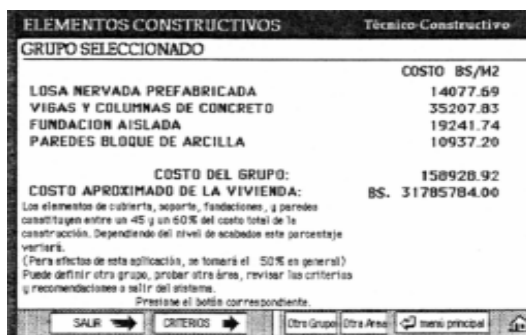 ELEMENTOS CONSTRUCTIVOS Técnico-Constructivo
GRUPO SELECCIONADO
COSTO BS/M2
LOSA NERVADA PREFABRICADA 14077.69
VIGAS Y COLUMNAS DE CONCRETO 35207.83
FUNDACION AISLADA 19241.74
PAREDES BLOQUE DE ARCILLA 10937.20
COSTO DEL GRUPO: 158928.92
COSTO APROXIMADO DE LA VIVIENDA: BS. 31785784.00
Los elementos de cubierta, soporte, fundaciones, y paredes
constituyen entre un 45 y un 60% del costo total de la
construcción. Dependiendo del nivel de acabados este porcentaje
variará.
(Para efectos de esta aplicación, se tomará el 50% en general)
Puede definir otro grupo, probar otra área, revisar los criterios
y recomendaciones o salir del sistema.
Presione el botón correspondiente.
SALIR CRITERIOS Otro Grupo Otra Area menú principal